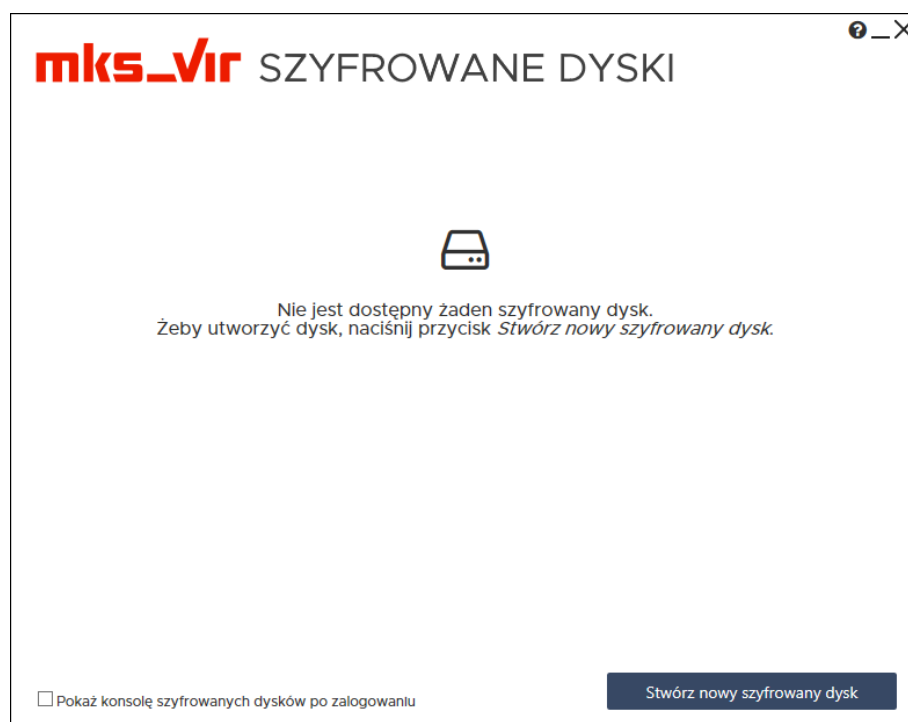 mks_vir SZYFROWANE DYSKI
Nie jest dostępny żaden szyfrowany dysk.
Żeby utworzyć dysk, naciśnij przycisk Stwórz nowy szyfrowany dysk.
Pokaż konsolę szyfrowanych dysków po zalogowaniu
Stwórz nowy szyfrowany dysk